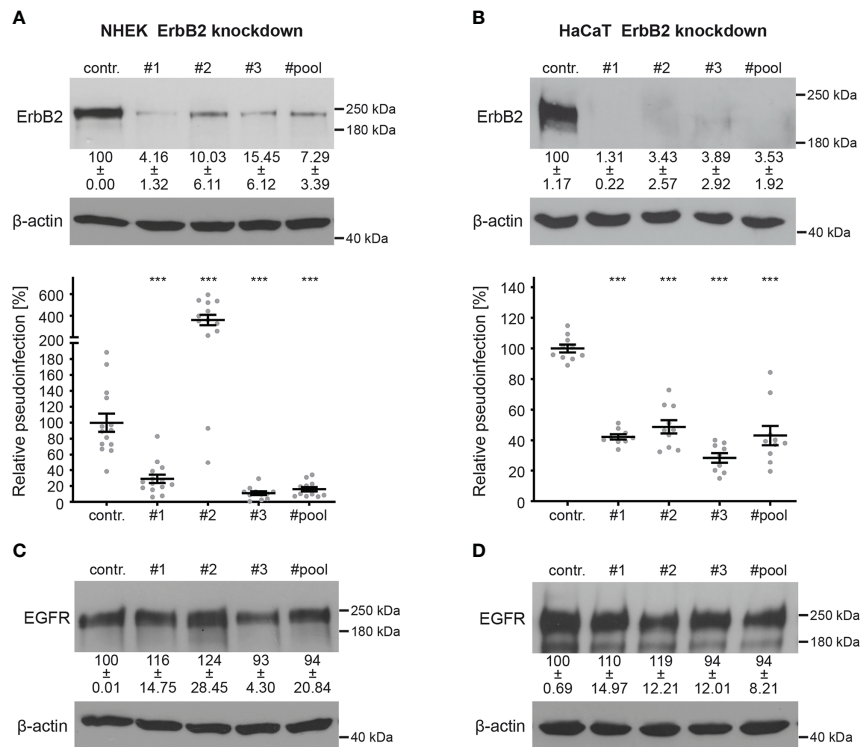 A
NHEK ErbB2 knockdown
contr. #1 #2 #3 #pool
ErbB2
250 kDa
180 kDa
100 4.16 10.03 15.45 7.29
± ± ± ± ±
0.00 1.32 6.11 6.12 3.39
β-actin
40 kDa
Relative pseudoinfection [%]
*** *** *** ***
600
400
200
180
160
140
120
100
80
60
40
20
0
contr. #1 #2 #3 #pool
B
HaCaT ErbB2 knockdown
contr. #1 #2 #3 #pool
ErbB2
250 kDa
180 kDa
100 1.31 3.43 3.89 3.53
± ± ± ± ±
1.17 0.22 2.57 2.92 1.92
β-actin
40 kDa
Relative pseudoinfection [%]
*** *** *** ***
140
120
100
80
60
40
20
0
contr. #1 #2 #3 #pool
C
contr. #1 #2 #3 #pool
EGFR
250 kDa
180 kDa
100 116 124 93 94
± ± ± ± ±
0.01 14.75 28.45 4.30 20.84
β-actin
40 kDa
D
contr. #1 #2 #3 #pool
EGFR
250 kDa
180 kDa
100 110 119 94 94
± ± ± ± ±
0.69 14.97 12.21 12.01 8.21
β-actin
40 kDa